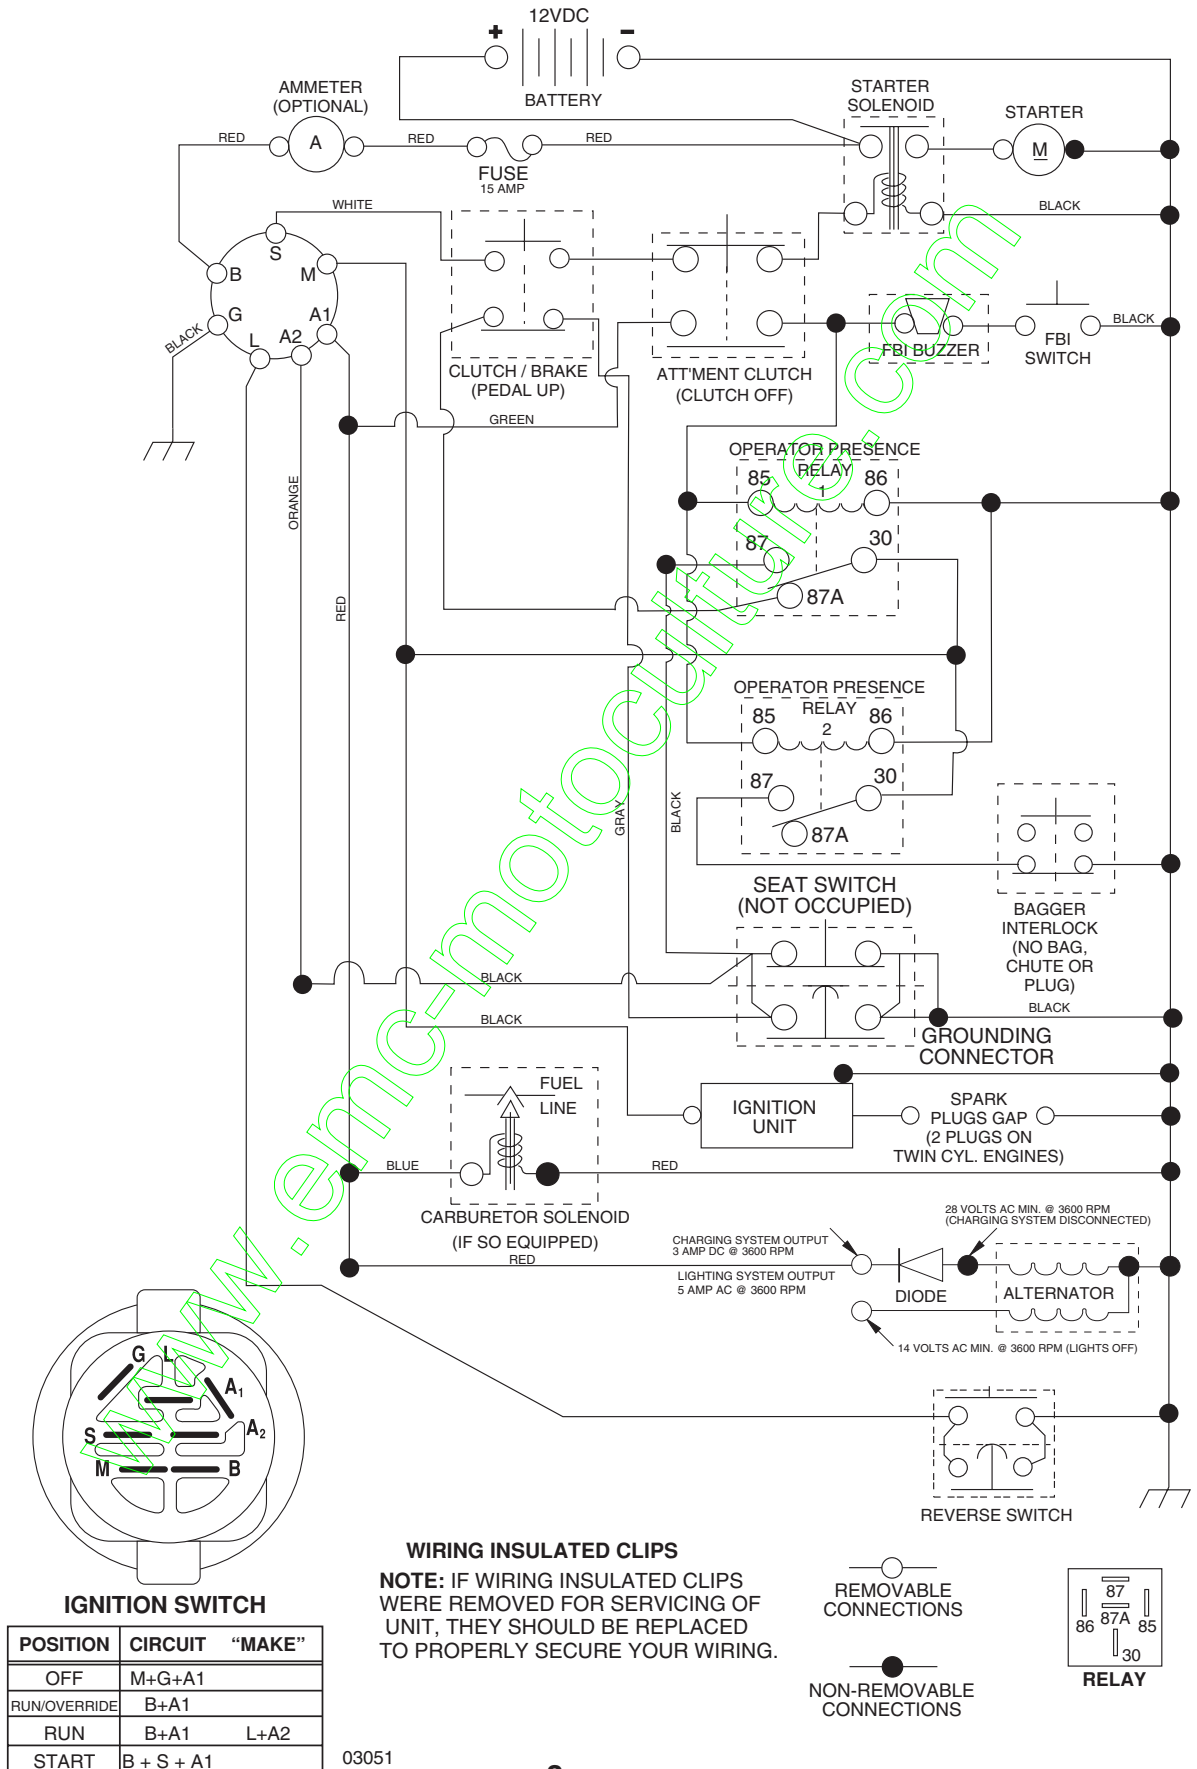 12VDC
+
-
BATTERY
AMMETER
(OPTIONAL)
STARTER
SOLENOID
STARTER
RED
A
RED
RED
FUSE
15 AMP
M
WHITE
BLACK
S
B
M
G
A1
L
A2
BLACK
BLACK
CLUTCH / BRAKE
(PEDAL UP)
ATT'MENT CLUTCH
(CLUTCH OFF)
FBI BUZZER
FBI
SWITCH
GREEN
OPERATOR PRESENCE
RELAY
1
85
86
87
30
87A
ORANGE
RED
OPERATOR PRESENCE
RELAY
2
85
86
87
30
87A
GRAY
BLACK
SEAT SWITCH
(NOT OCCUPIED)
BAGGER
INTERLOCK
(NO BAG,
CHUTE OR
PLUG)
BLACK
BLACK
BLACK
GROUNDING
CONNECTOR
FUEL
LINE
IGNITION
UNIT
SPARK
PLUGS GAP
(2 PLUGS ON
TWIN CYL. ENGINES)
BLUE
RED
CARBURETOR SOLENOID
(IF SO EQUIPPED)
RED
28 VOLTS AC MIN. @ 3600 RPM
(CHARGING SYSTEM DISCONNECTED)
CHARGING SYSTEM OUTPUT
3 AMP DC @ 3600 RPM
LIGHTING SYSTEM OUTPUT
5 AMP AC @ 3600 RPM
DIODE
ALTERNATOR
14 VOLTS AC MIN. @ 3600 RPM (LIGHTS OFF)
G
L
A1
S
A2
M
B
REVERSE SWITCH
IGNITION SWITCH
POSITION CIRCUIT "MAKE"
OFF M+G+A1
RUN/OVERRIDE B+A1
RUN B+A1 L+A2
START B + S + A1
WIRING INSULATED CLIPS
NOTE: IF WIRING INSULATED CLIPS
WERE REMOVED FOR SERVICING OF
UNIT, THEY SHOULD BE REPLACED
TO PROPERLY SECURE YOUR WIRING.
REMOVABLE
CONNECTIONS
NON-REMOVABLE
CONNECTIONS
87
86
87A
85
30
RELAY
03051
www.emc-motoculture.com